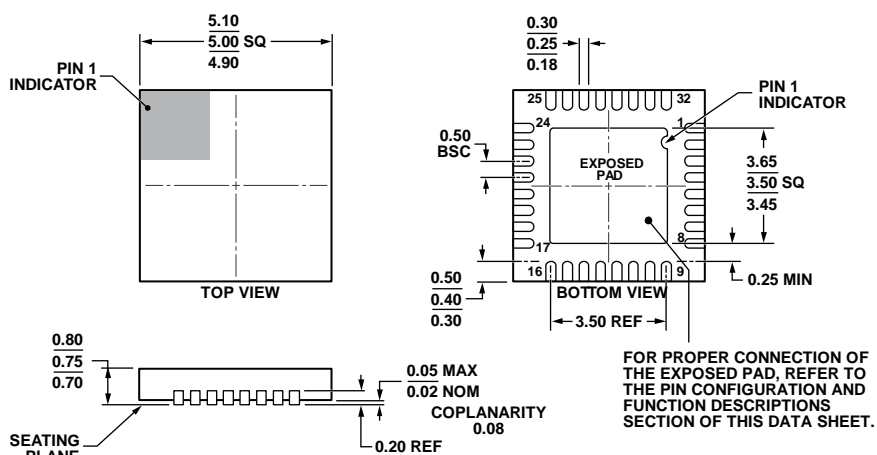 5.10
5.00 SQ
4.90
PIN 1
INDICATOR
TOP VIEW
0.30
0.25
0.18
25
32
24
1
PIN 1
INDICATOR
0.50
BSC
EXPOSED
PAD
3.65
3.50 SQ
3.45
17
8
16
9
0.50
0.40
0.30
BOTTOM VIEW
0.25 MIN
3.50 REF
0.80
0.75
0.70
0.05 MAX
0.02 NOM
COPLANARITY
0.08
0.20 REF
SEATING
PLANE
FOR PROPER CONNECTION OF
THE EXPOSED PAD, REFER TO
THE PIN CONFIGURATION AND
FUNCTION DESCRIPTIONS
SECTION OF THIS DATA SHEET.